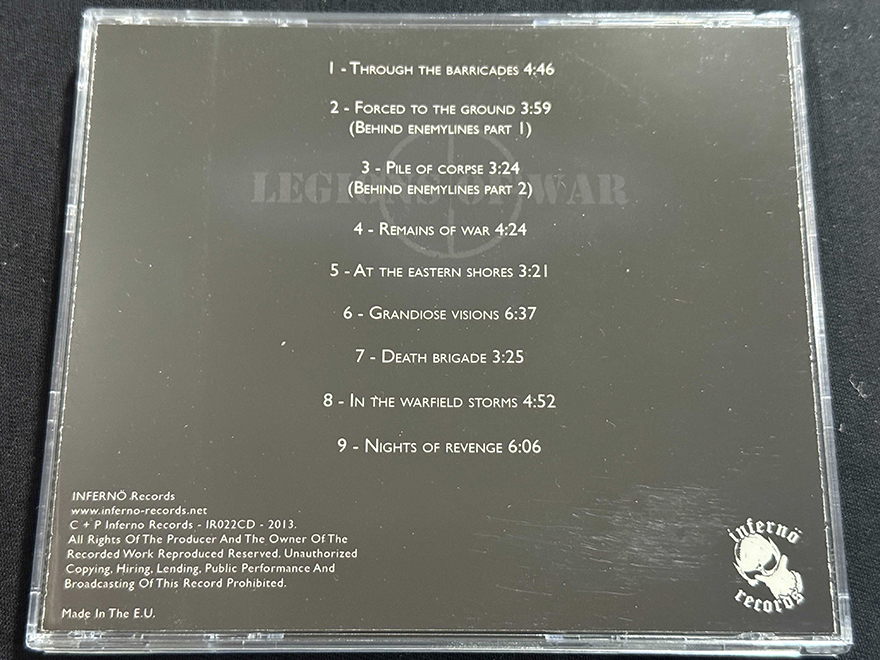 1 - Through the barricades 4:46
2 - Forced to the ground 3:59
(Behind enemylines part 1)
3 - Pile of corpse 3:24
LEGIONS OF WAR
(Behind enemylines part 2)
4 - Remains of war 4:24
5 - At the eastern shores 3:21
6 - Grandiose visions 6:37
7 - Death brigade 3:25
8 - In the warfield storms 4:52
9 - Nights of revenge 6:06
INFERNÖ Records
www.inferno-records.net
C + P Inferno Records - IR022CD - 2013.
All Rights Of The Producer And The Owner Of The
Recorded Work Reproduced Reserved. Unauthorized
Copying, Hiring, Lending, Public Performance And
Broadcasting Of This Record Prohibited.
Made In The E.U.
infernö
records